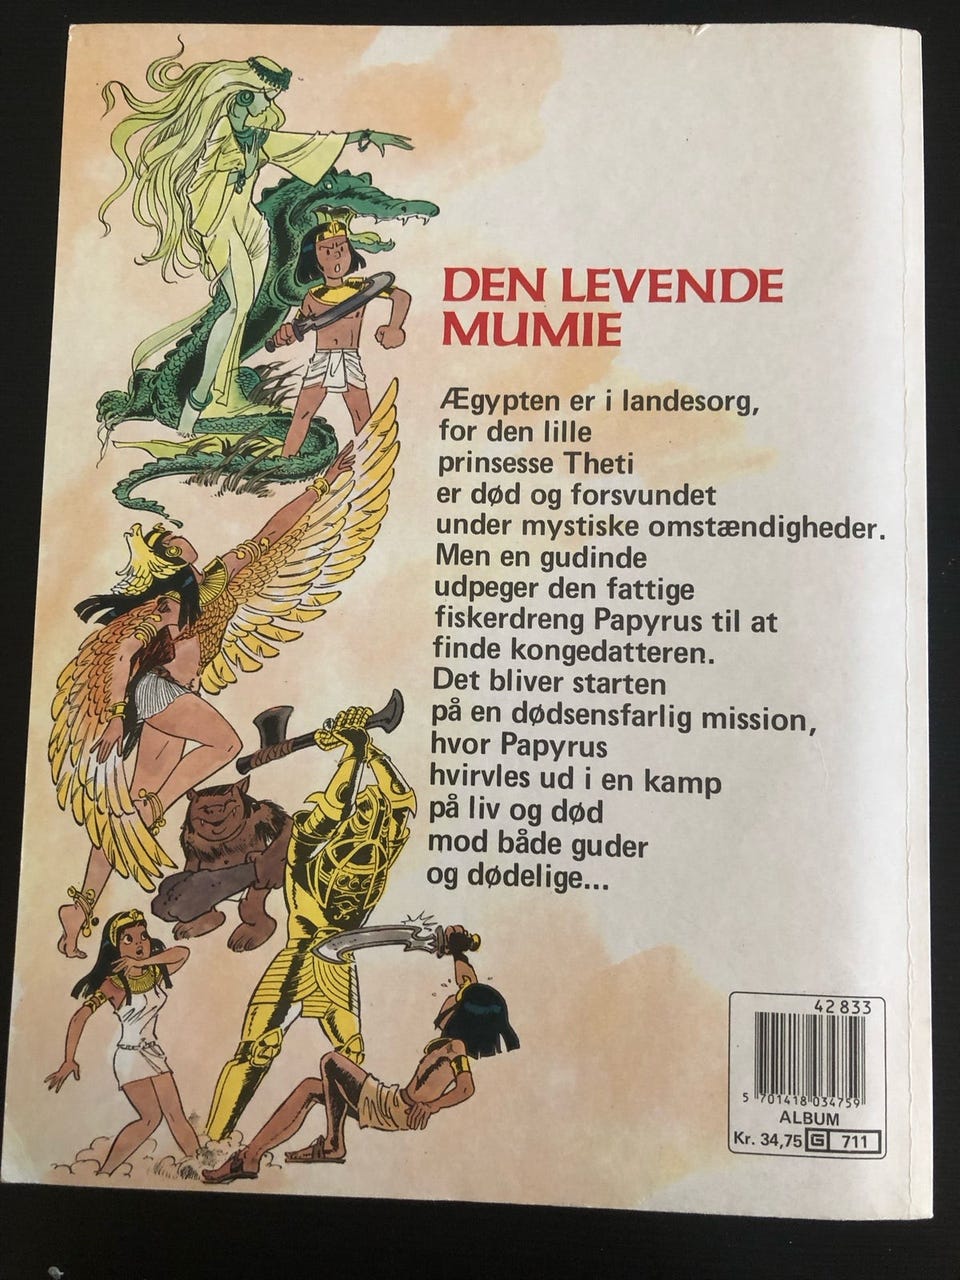 DEN LEVENDE
MUMIE
Ægypten er i landesorg,
for den lille
prinsesse Theti
er død og forsvundet
under mystiske omstændigheder.
Men en gudinde
udpeger den fattige
fiskerdreng Papyrus til at
finde kongedatteren.
Det bliver starten
på en dødsensfarlig mission,
hvor Papyrus
hvirvles ud i en kamp
på liv og død
mod både guder
og dødelige...
42 833
5 701418 034759
ALBUM
Kr. 34,75 G 711